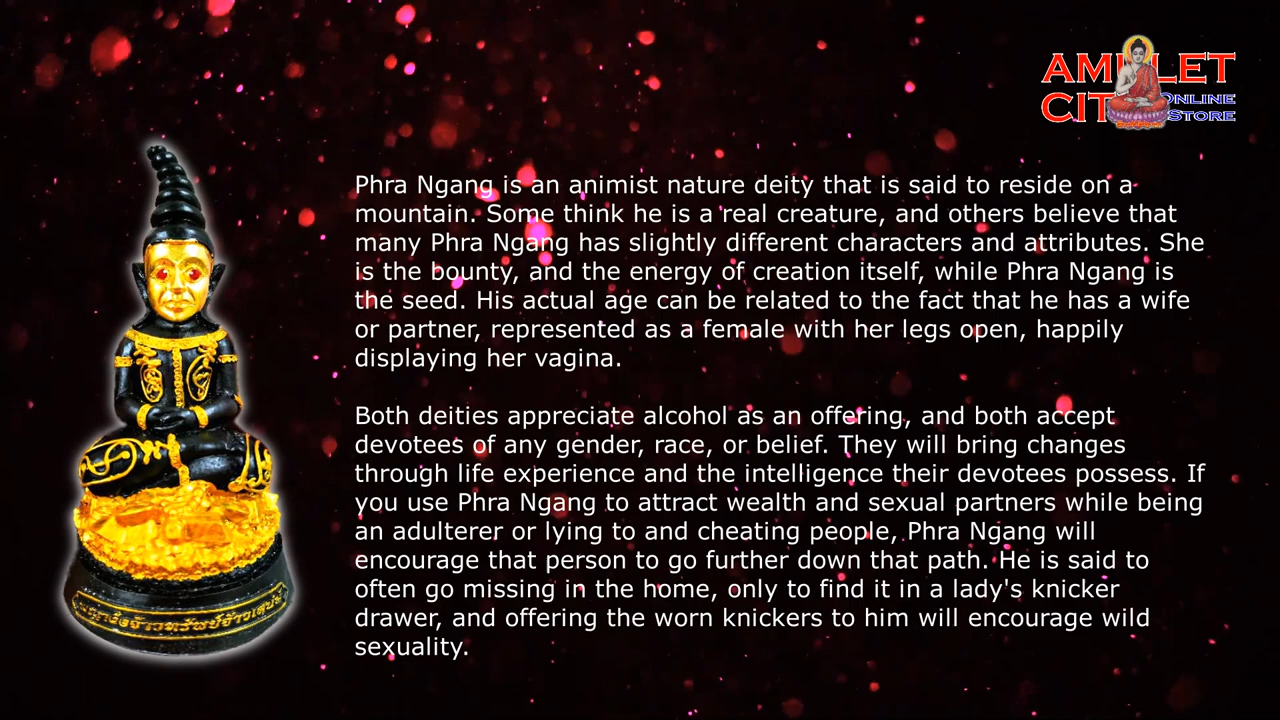 AMULET
CITY ONLINE
STORE
Phra Ngang is an animist nature deity that is said to reside on a
mountain. Some think he is a real creature, and others believe that
many Phra Ngang has slightly different characters and attributes. She
is the bounty, and the energy of creation itself, while Phra Ngang is
the seed. His actual age can be related to the fact that he has a wife
or partner, represented as a female with her legs open, happily
displaying her vagina.
Both deities appreciate alcohol as an offering, and both accept
devotees of any gender, race, or belief. They will bring changes
through life experience and the intelligence their devotees possess. If
you use Phra Ngang to attract wealth and sexual partners while being
an adulterer or lying to and cheating people, Phra Ngang will
encourage that person to go further down that path. He is said to
often go missing in the home, only to find it in a lady's knicker
drawer, and offering the worn knickers to him will encourage wild
sexuality.